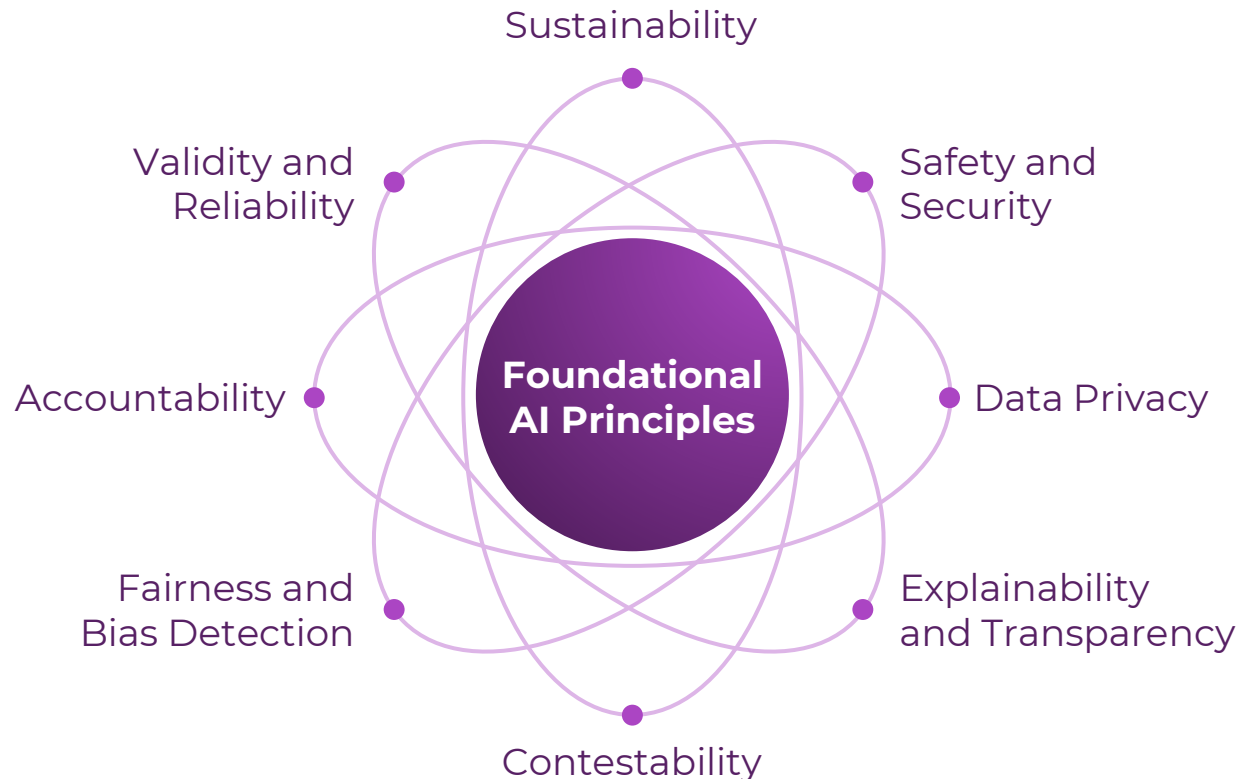 Sustainability
Validity and
Reliability
Safety and
Security
Foundational
AI Principles
Accountability
Data Privacy
Fairness and
Bias Detection
Explainability
and Transparency
Contestability